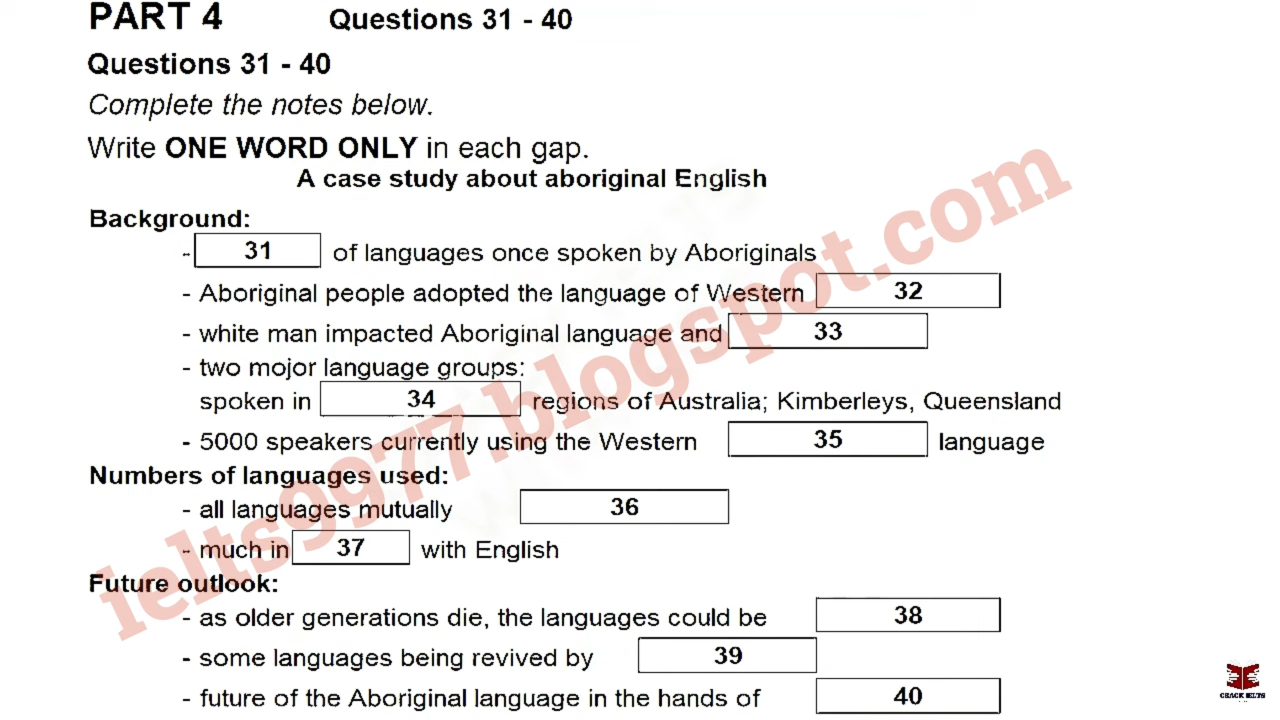 PART 4 Questions 31 - 40
Questions 31 - 40
Complete the notes below.
Write ONE WORD ONLY in each gap.
A case study about aboriginal English
Background:
- 31 of languages once spoken by Aboriginals
- Aboriginal people adopted the language of Western 32
- white man impacted Aboriginal language and 33
- two mojor language groups:
spoken in 34 regions of Australia; Kimberleys, Queensland
- 5000 speakers currently using the Western 35 language
Numbers of languages used:
- all languages mutually 36
- much in 37 with English
Future outlook:
- as older generations die, the languages could be 38
- some languages being revived by 39
- future of the Aboriginal language in the hands of 40
ielts9977.blogspot.com
CRACK IELTS